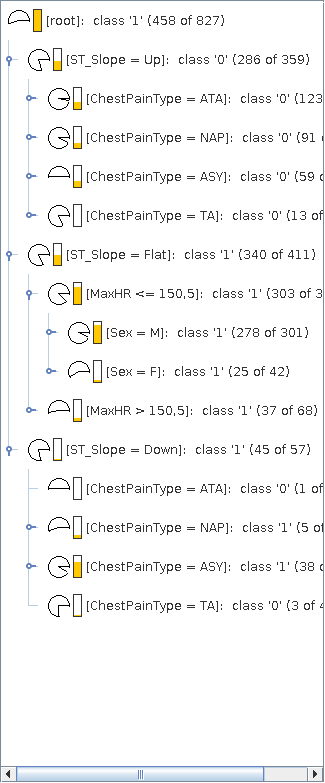 [root]: class '1' (458 of 827)
[ST_Slope = Up]: class '0' (286 of 359)
[ChestPainType = ATA]: class '0' (123
[ChestPainType = NAP]: class '0' (91 
[ChestPainType = ASY]: class '0' (59 
[ChestPainType = TA]: class '0' (13 of
[ST_Slope = Flat]: class '1' (340 of 411)
[MaxHR <= 150,5]: class '1' (303 of 3
[Sex = M]: class '1' (278 of 301)
[Sex = F]: class '1' (25 of 42)
[MaxHR > 150,5]: class '1' (37 of 68)
[ST_Slope = Down]: class '1' (45 of 57)
[ChestPainType = ATA]: class '0' (1 of
[ChestPainType = NAP]: class '1' (5 of
[ChestPainType = ASY]: class '1' (38 
[ChestPainType = TA]: class '0' (3 of 4